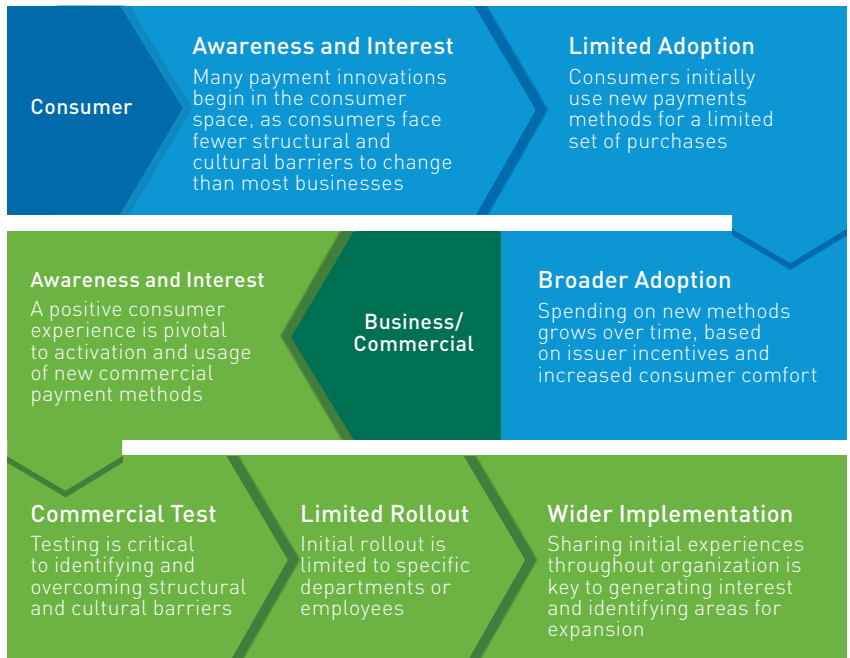 Consumer
Awareness and Interest
Many payment innovations
begin in the consumer
space, as consumers face
fewer structural and
cultural barriers to change
than most businesses
Limited Adoption
Consumers initially
use new payments
methods for a limited
set of purchases
Broader Adoption
Spending on new methods
grows over time, based
on issuer incentives and
increased consumer comfort
Business/
Commercial
Awareness and Interest
A positive consumer
experience is pivotal
to activation and usage
of new commercial
payment methods
Commercial Test
Testing is critical
to identifying and
overcoming structural
and cultural barriers
Limited Rollout
Initial rollout is
limited to specific
departments or
employees
Wider Implementation
Sharing initial experiences
throughout organization is
key to generating interest
and identifying areas for
expansion